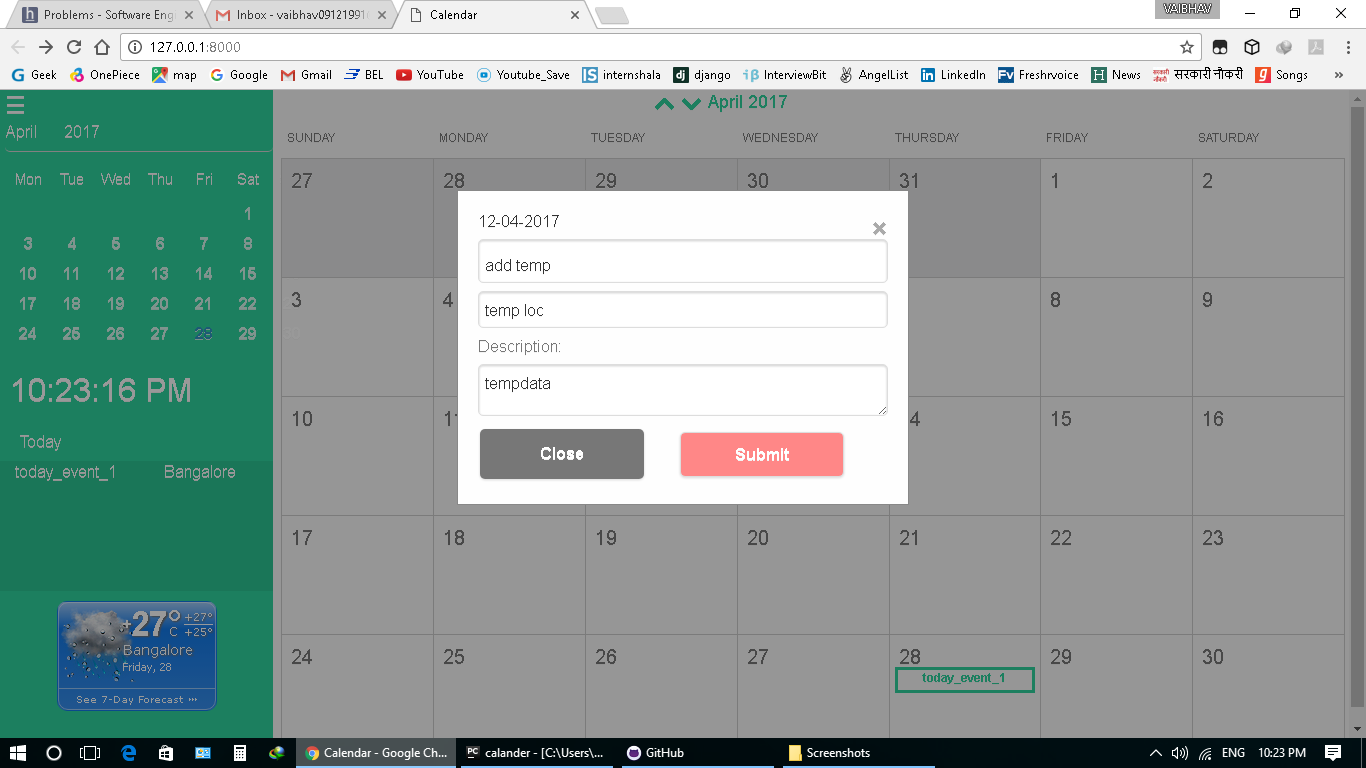 Problems - Software Eng
Inbox - vaibhav09121991
Calendar
VAIBHAV
127.0.0.1:8000
Geek OnePiece map Google Gmail BEL YouTube Youtube_Save internshala django InterviewBit AngelList LinkedIn Freshrvoice News सरकारी नौकरी Songs »
April 2017
Mon Tue Wed Thu Fri Sat
1
3 4 5 6 7 8
10 11 12 13 14 15
17 18 19 20 21 22
24 25 26 27 28 29
10:23:16 PM
Today
today_event_1 Bangalore
+27° C +27° +25°
Bangalore
Friday, 28
See 7-Day Forecast
April 2017
SUNDAY MONDAY TUESDAY WEDNESDAY THURSDAY FRIDAY SATURDAY
27 28 29 30 31 1 2
3 4 8 9
10 15 16
17 18 19 20 21 22 23
24 25 26 27 28 29 30
today_event_1
12-04-2017
×
add temp
temp loc
Description:
tempdata
Close Submit
Calendar - Google Ch...
calander - [C:\Users\...
GitHub
Screenshots
ENG
10:23 PM